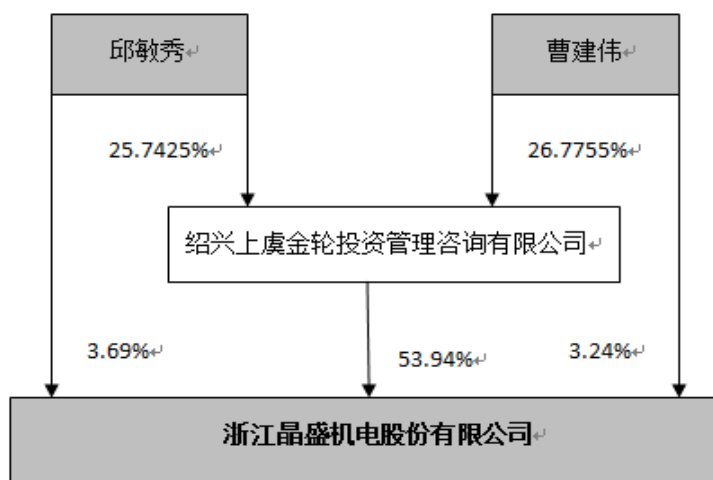 邱敏秀
曹建伟
25.7425%
26.7755%
绍兴上虞金轮投资管理咨询有限公司
3.69%
53.94%
3.24%
浙江晶盛机电股份有限公司